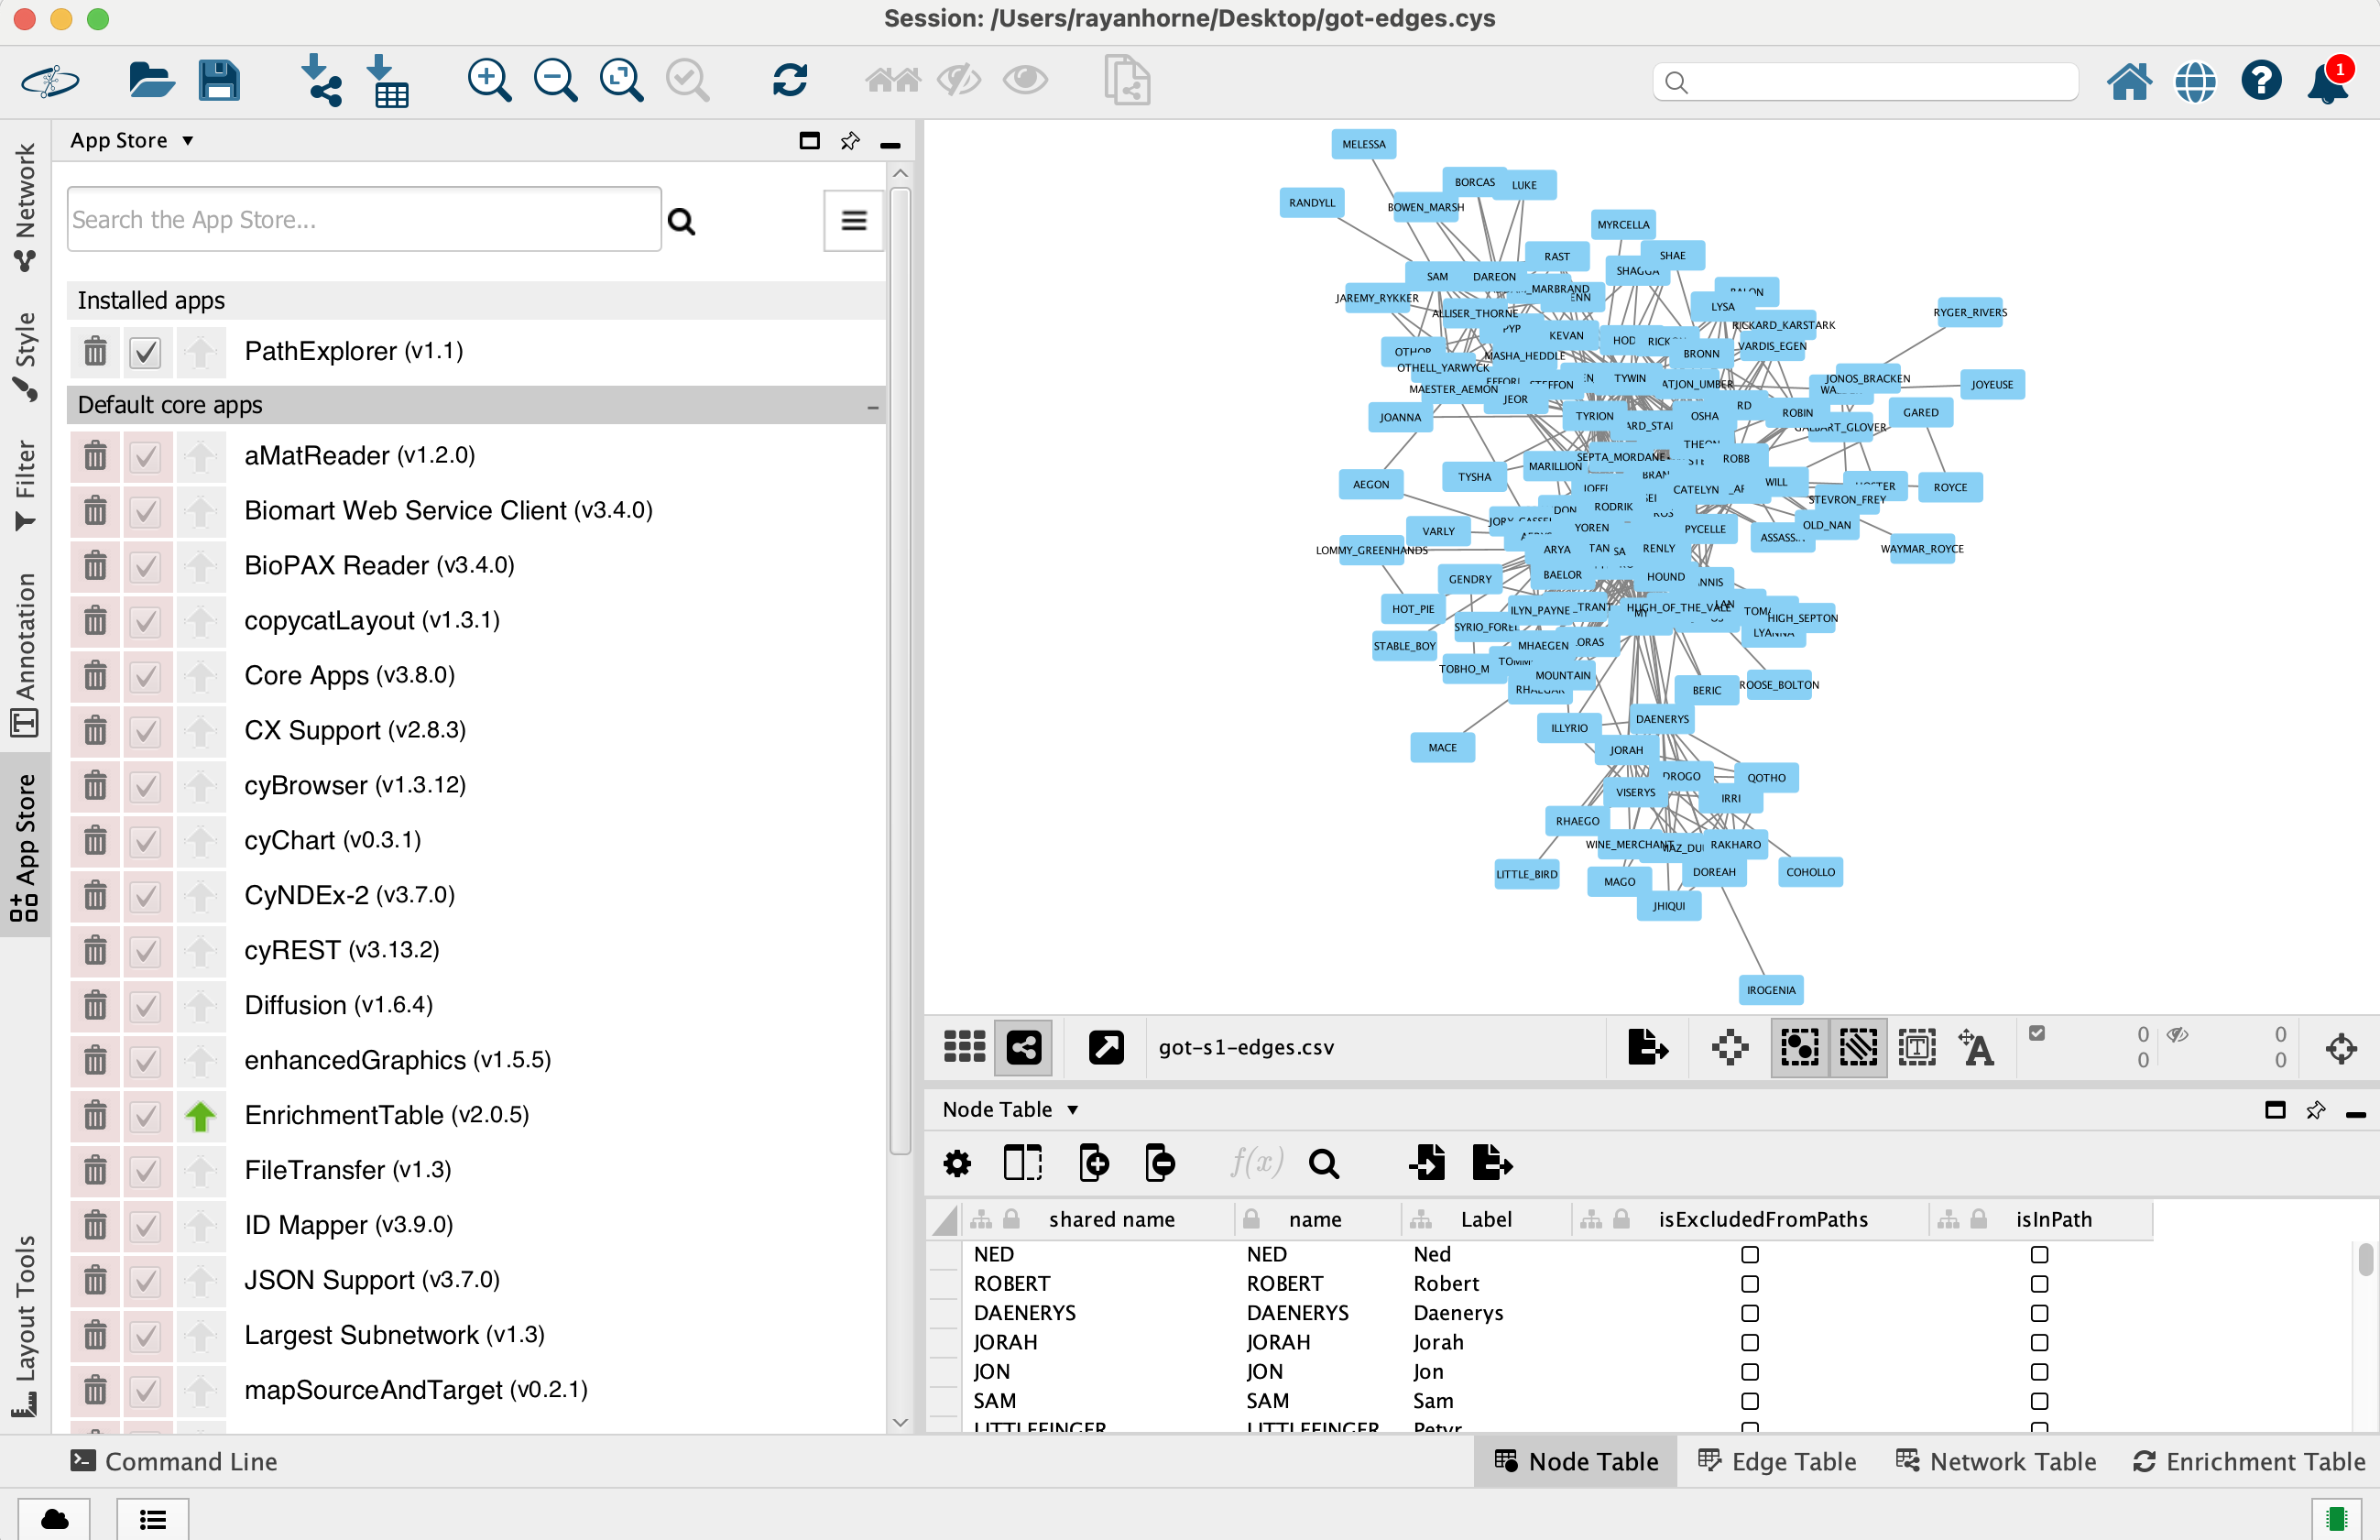 Session: /Users/rayanhorne/Desktop/got-edges.cys
1
Network
Style
Filter
Annotation
App Store
Layout Tools
App Store
Search the App Store...
Installed apps
PathExplorer (v1.1)
Default core apps
aMatReader (v1.2.0)
Biomart Web Service Client (v3.4.0)
BioPAX Reader (v3.4.0)
copycatLayout (v1.3.1)
Core Apps (v3.8.0)
CX Support (v2.8.3)
cyBrowser (v1.3.12)
cyChart (v0.3.1)
CyNDEx-2 (v3.7.0)
cyREST (v3.13.2)
Diffusion (v1.6.4)
enhancedGraphics (v1.5.5)
EnrichmentTable (v2.0.5)
FileTransfer (v1.3)
ID Mapper (v3.9.0)
JSON Support (v3.7.0)
Largest Subnetwork (v1.3)
mapSourceAndTarget (v0.2.1)
MELESSA
BORCAS
LUKE
RANDYLL
BOWEN_MARSH
MYRCELLA
RAST
SHAE
SHAGGA
SAM
DAREON
JAREMY_RYKKER
LYSA
RYGER_RIVERS
ALLISER_THORNE
RICKARD_KARSTARK
PYP
KEVAN
VARDIS_EGEN
OTHOR
MASHA_HEDDLE
BRONN
OTHELL_YARWYCK
JONOS_BRACKEN
JOYEUSE
MAESTER_AEMON
TYWIN
JEOR
JOANNA
TYRION
OSHA
ROBIN
GARED
GALBART_GLOVER
THEON
SEPTA_MORDANE
ROBB
MARILLION
AEGON
TYSHA
BRAN
CATELYN
WILL
HOSTER
ROYCE
STEVRON_FREY
RODRIK
VARLY
YOREN
PYCELLE
OLD_NAN
LOMMY_GREENHANDS
ARYA
RENLY
WAYMAR_ROYCE
GENDRY
BAELOR
HOUND
HOT_PIE
ILYN_PAYNE
HUGH_OF_THE_VALE
HIGH_SEPTON
SYRIO_FOREL
LYANNA
STABLE_BOY
MHAEGEN
TOBHO_M
MOUNTAIN
RHAEGAR
BERIC
ROOSE_BOLTON
ILLYRIO
DAENERYS
MACE
JORAH
DROGO
QOTHO
VISERYS
IRRI
RHAEGO
WINE_MERCHANT
RAKHARO
LITTLE_BIRD
MAGO
DOREAH
COHOLLO
JHIQUI
IROGENIA
got-s1-edges.csv
0 0
0 0
Node Table
f(x)
shared name name Label isExcludedFromPaths isInPath
NED NED Ned
ROBERT ROBERT Robert
DAENERYS DAENERYS Daenerys
JORAH JORAH Jorah
JON JON Jon
SAM SAM Sam
LITTLEFINGER LITTLEFINGER Petyr
Command Line
Node Table
Edge Table
Network Table
Enrichment Table